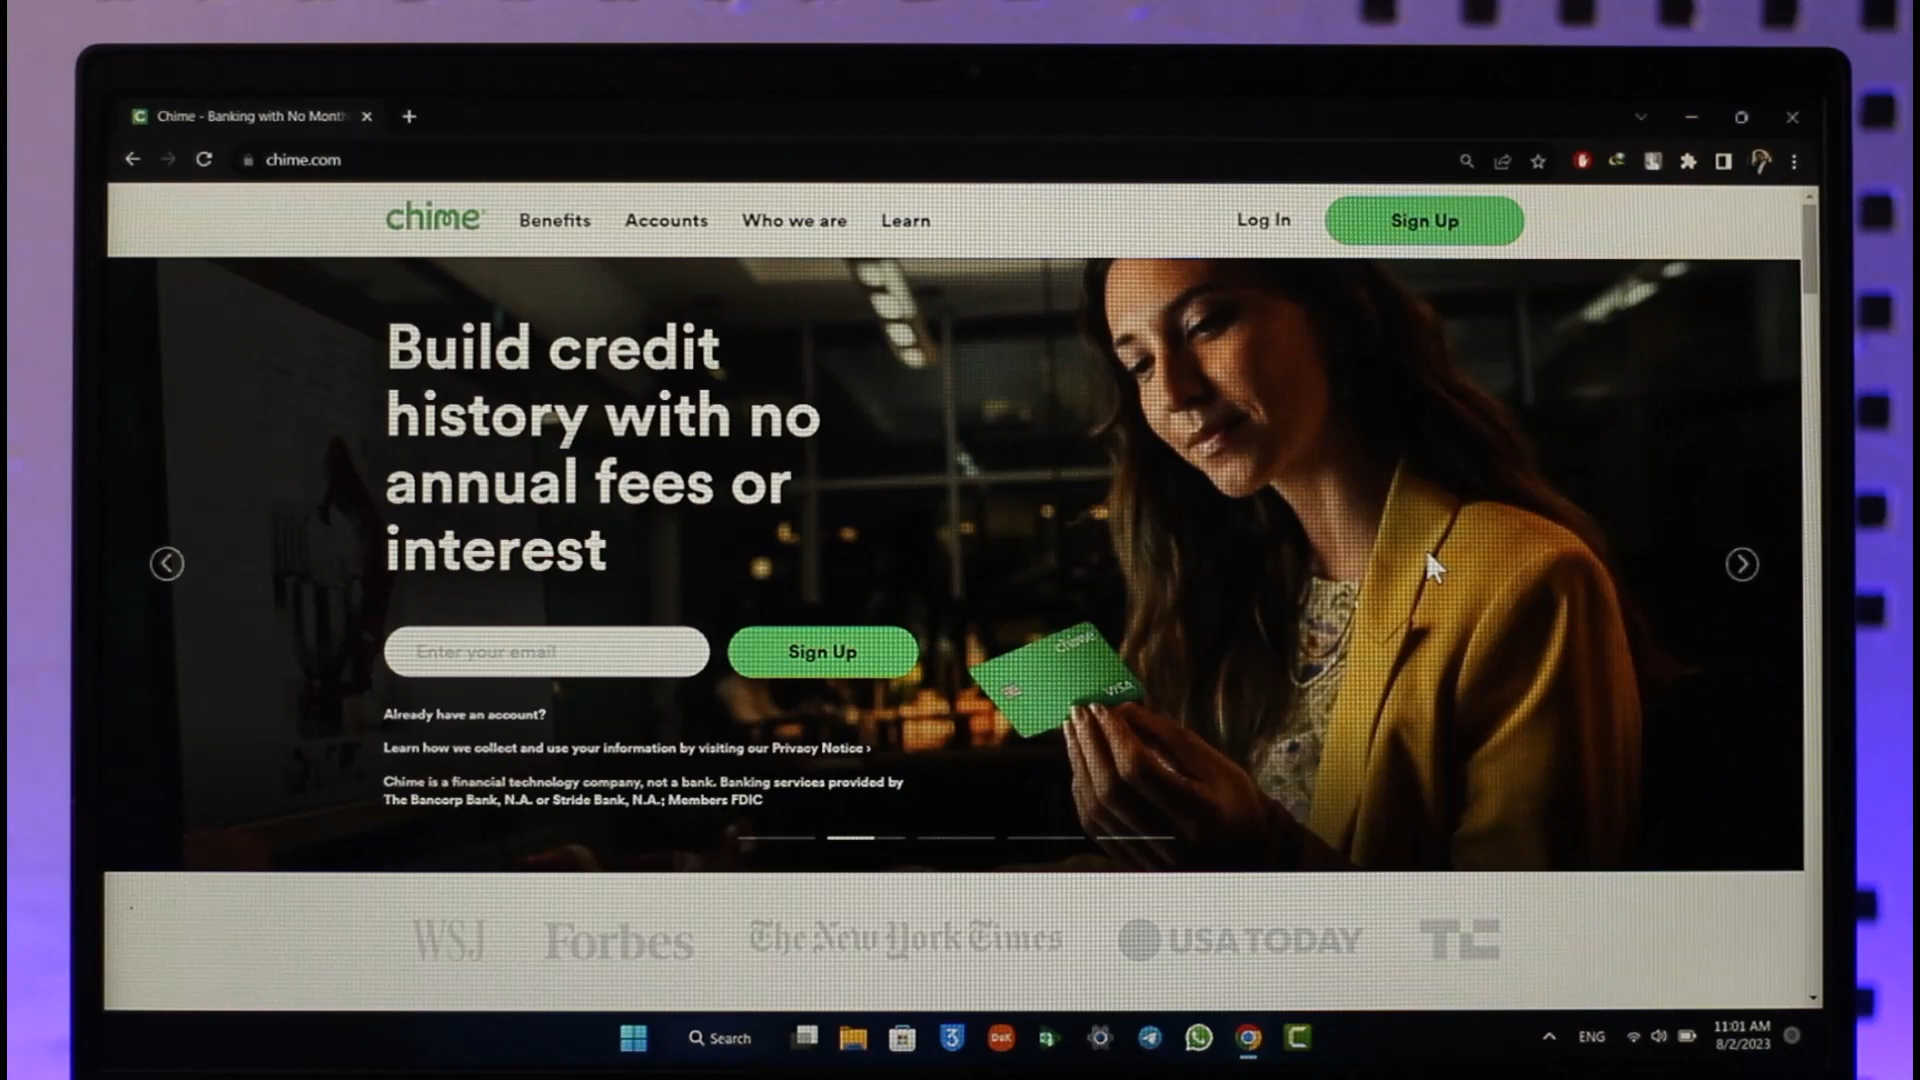 Chime - Banking with No Month
chime.com
chime
Benefits
Accounts
Who we are
Learn
Log In
Sign Up
Build credit
history with no
annual fees or
interest
Enter your email
Sign Up
chime
VISA
Already have an account?
Learn how we collect and use your information by visiting our Privacy Notice ›
Chime is a financial technology company, not a bank. Banking services provided by
The Bancorp Bank, N.A. or Stride Bank, N.A.; Members FDIC
WSJ
Forbes
The New York Times
USA TODAY
TC
Search
3
DeK
ENG
11:01 AM
8/2/2023